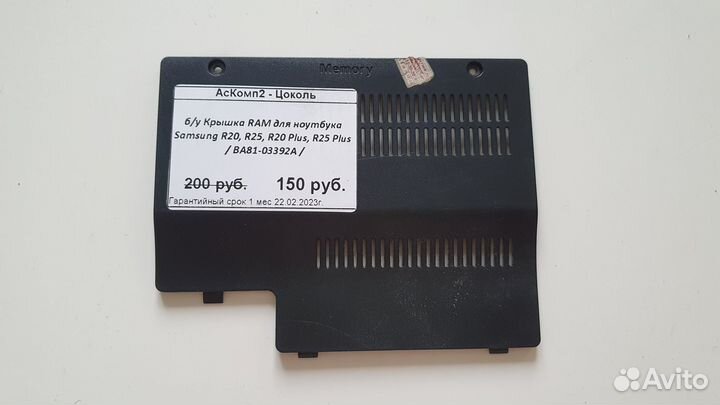 Memory
АсКомп2 - Цоколь
б/у Крышка RAM для ноутбука
Samsung R20, R25, R20 Plus, R25 Plus
/ BA81-03392A /
200 руб. 150 руб.
Гарантийный срок 1 мес 22.02.2023г.
Avito